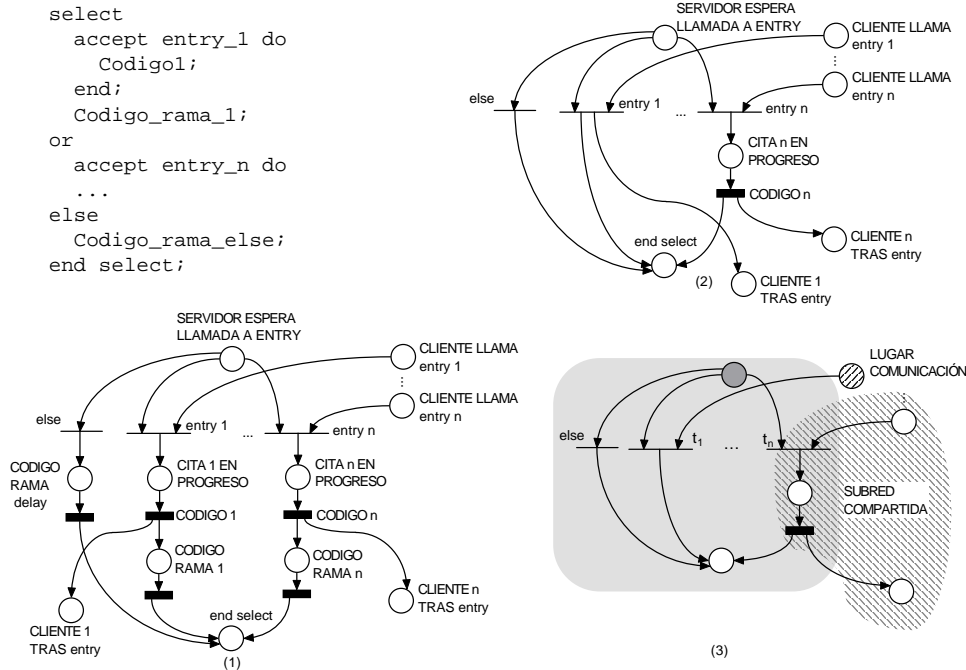 select
accept entry_1 do
Codigo1;
end;
Codigo_rama_1;
or
accept entry_n do
...
else
Codigo_rama_else;
end select;
SERVIDOR ESPERA
LLAMADA A ENTRY
CLIENTE LLAMA
entry 1
CLIENTE LLAMA
entry n
else
entry 1
...
entry n
CITA n EN
PROGRESO
CODIGO n
CLIENTE n
TRAS entry
end select
(2)
CLIENTE 1
TRAS entry
SERVIDOR ESPERA
LLAMADA A ENTRY
CLIENTE LLAMA
entry 1
CLIENTE LLAMA
entry n
else
entry 1
...
entry n
CODIGO
RAMA
delay
CITA 1 EN
PROGRESO
CITA n EN
PROGRESO
CODIGO 1
CODIGO n
CODIGO
RAMA 1
CODIGO
RAMA n
CLIENTE n
TRAS entry
end select
CLIENTE 1
TRAS entry
(1)
LUGAR
COMUNICACIÓN
else
t1
...
tn
SUBRED
COMPARTIDA
(3)